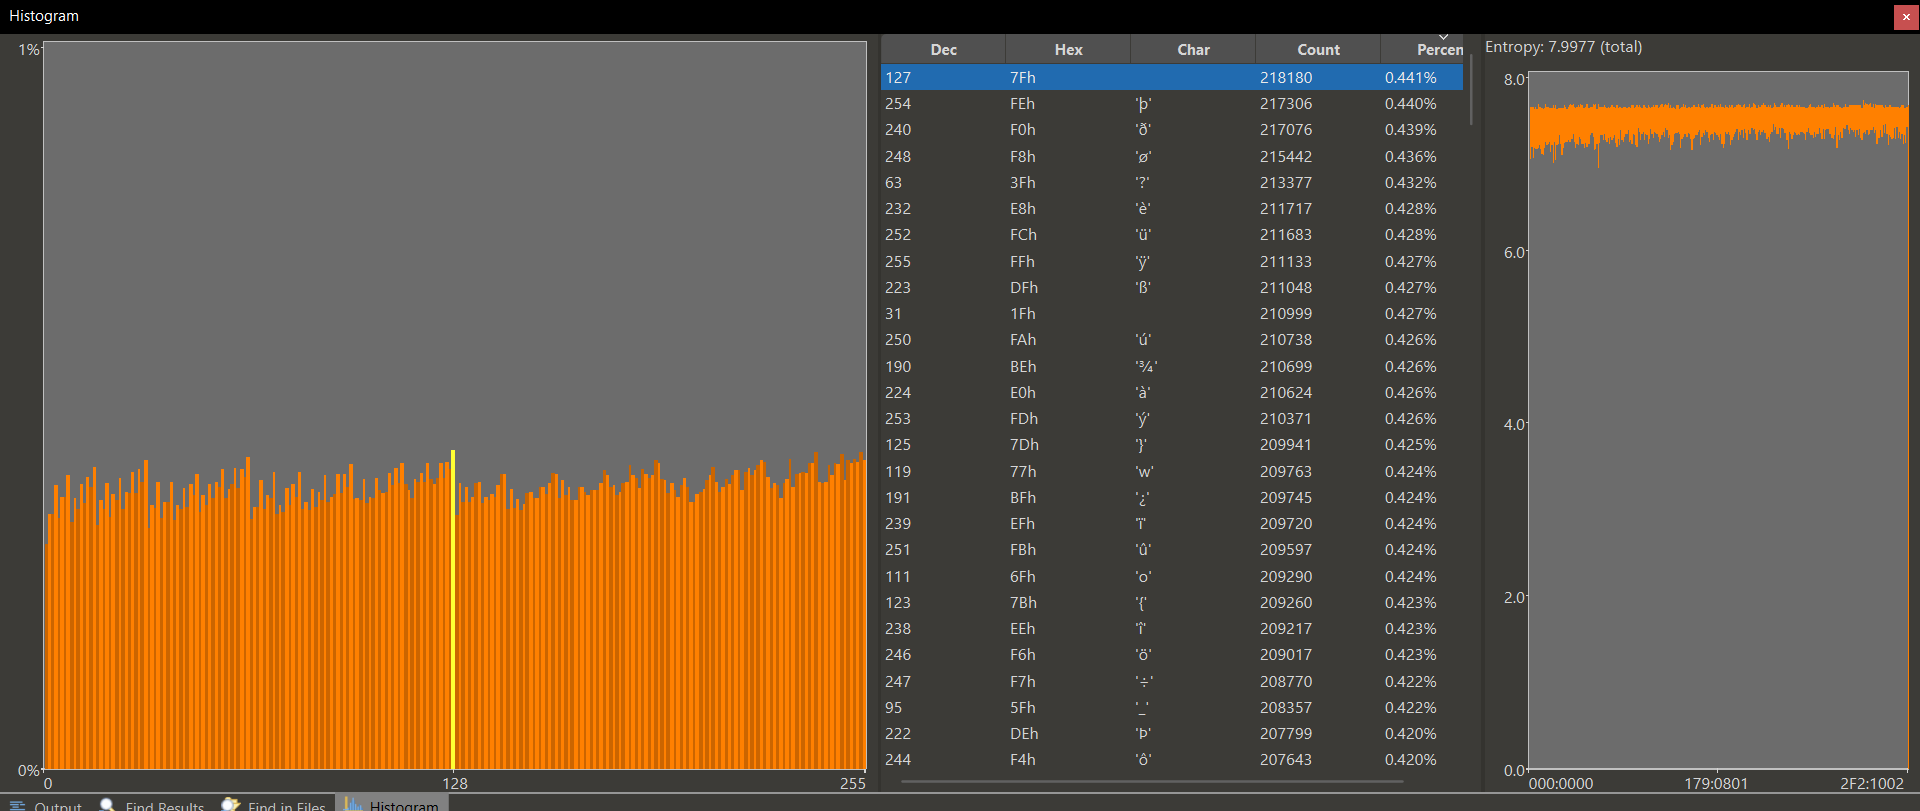 Histogram
1%
0%
0 128 255
Dec Hex Char Count Percen
127 7Fh 218180 0.441%
254 FEh 'þ' 217306 0.440%
240 F0h 'ð' 217076 0.439%
248 F8h 'ø' 215442 0.436%
63 3Fh '?' 213377 0.432%
232 E8h 'è' 211717 0.428%
252 FCh 'ü' 211683 0.428%
255 FFh 'ÿ' 211133 0.427%
223 DFh 'ß' 211048 0.427%
31 1Fh 210999 0.427%
250 FAh 'ú' 210738 0.426%
190 BEh '¾' 210699 0.426%
224 E0h 'à' 210624 0.426%
253 FDh 'ý' 210371 0.426%
125 7Dh '}' 209941 0.425%
119 77h 'w' 209763 0.424%
191 BFh '¿' 209745 0.424%
239 EFh 'ï' 209720 0.424%
251 FBh 'û' 209597 0.424%
111 6Fh 'o' 209290 0.424%
123 7Bh '{' 209260 0.423%
238 EEh 'î' 209217 0.423%
246 F6h 'ö' 209017 0.423%
247 F7h '÷' 208770 0.422%
95 5Fh '_' 208357 0.422%
222 DEh 'Þ' 207799 0.420%
244 F4h 'ô' 207643 0.420%
Entropy: 7.9977 (total)
8.0
6.0
4.0
2.0
0.0
000:0000 179:0801 2F2:1002
Output Find Results Find in Files Histogram